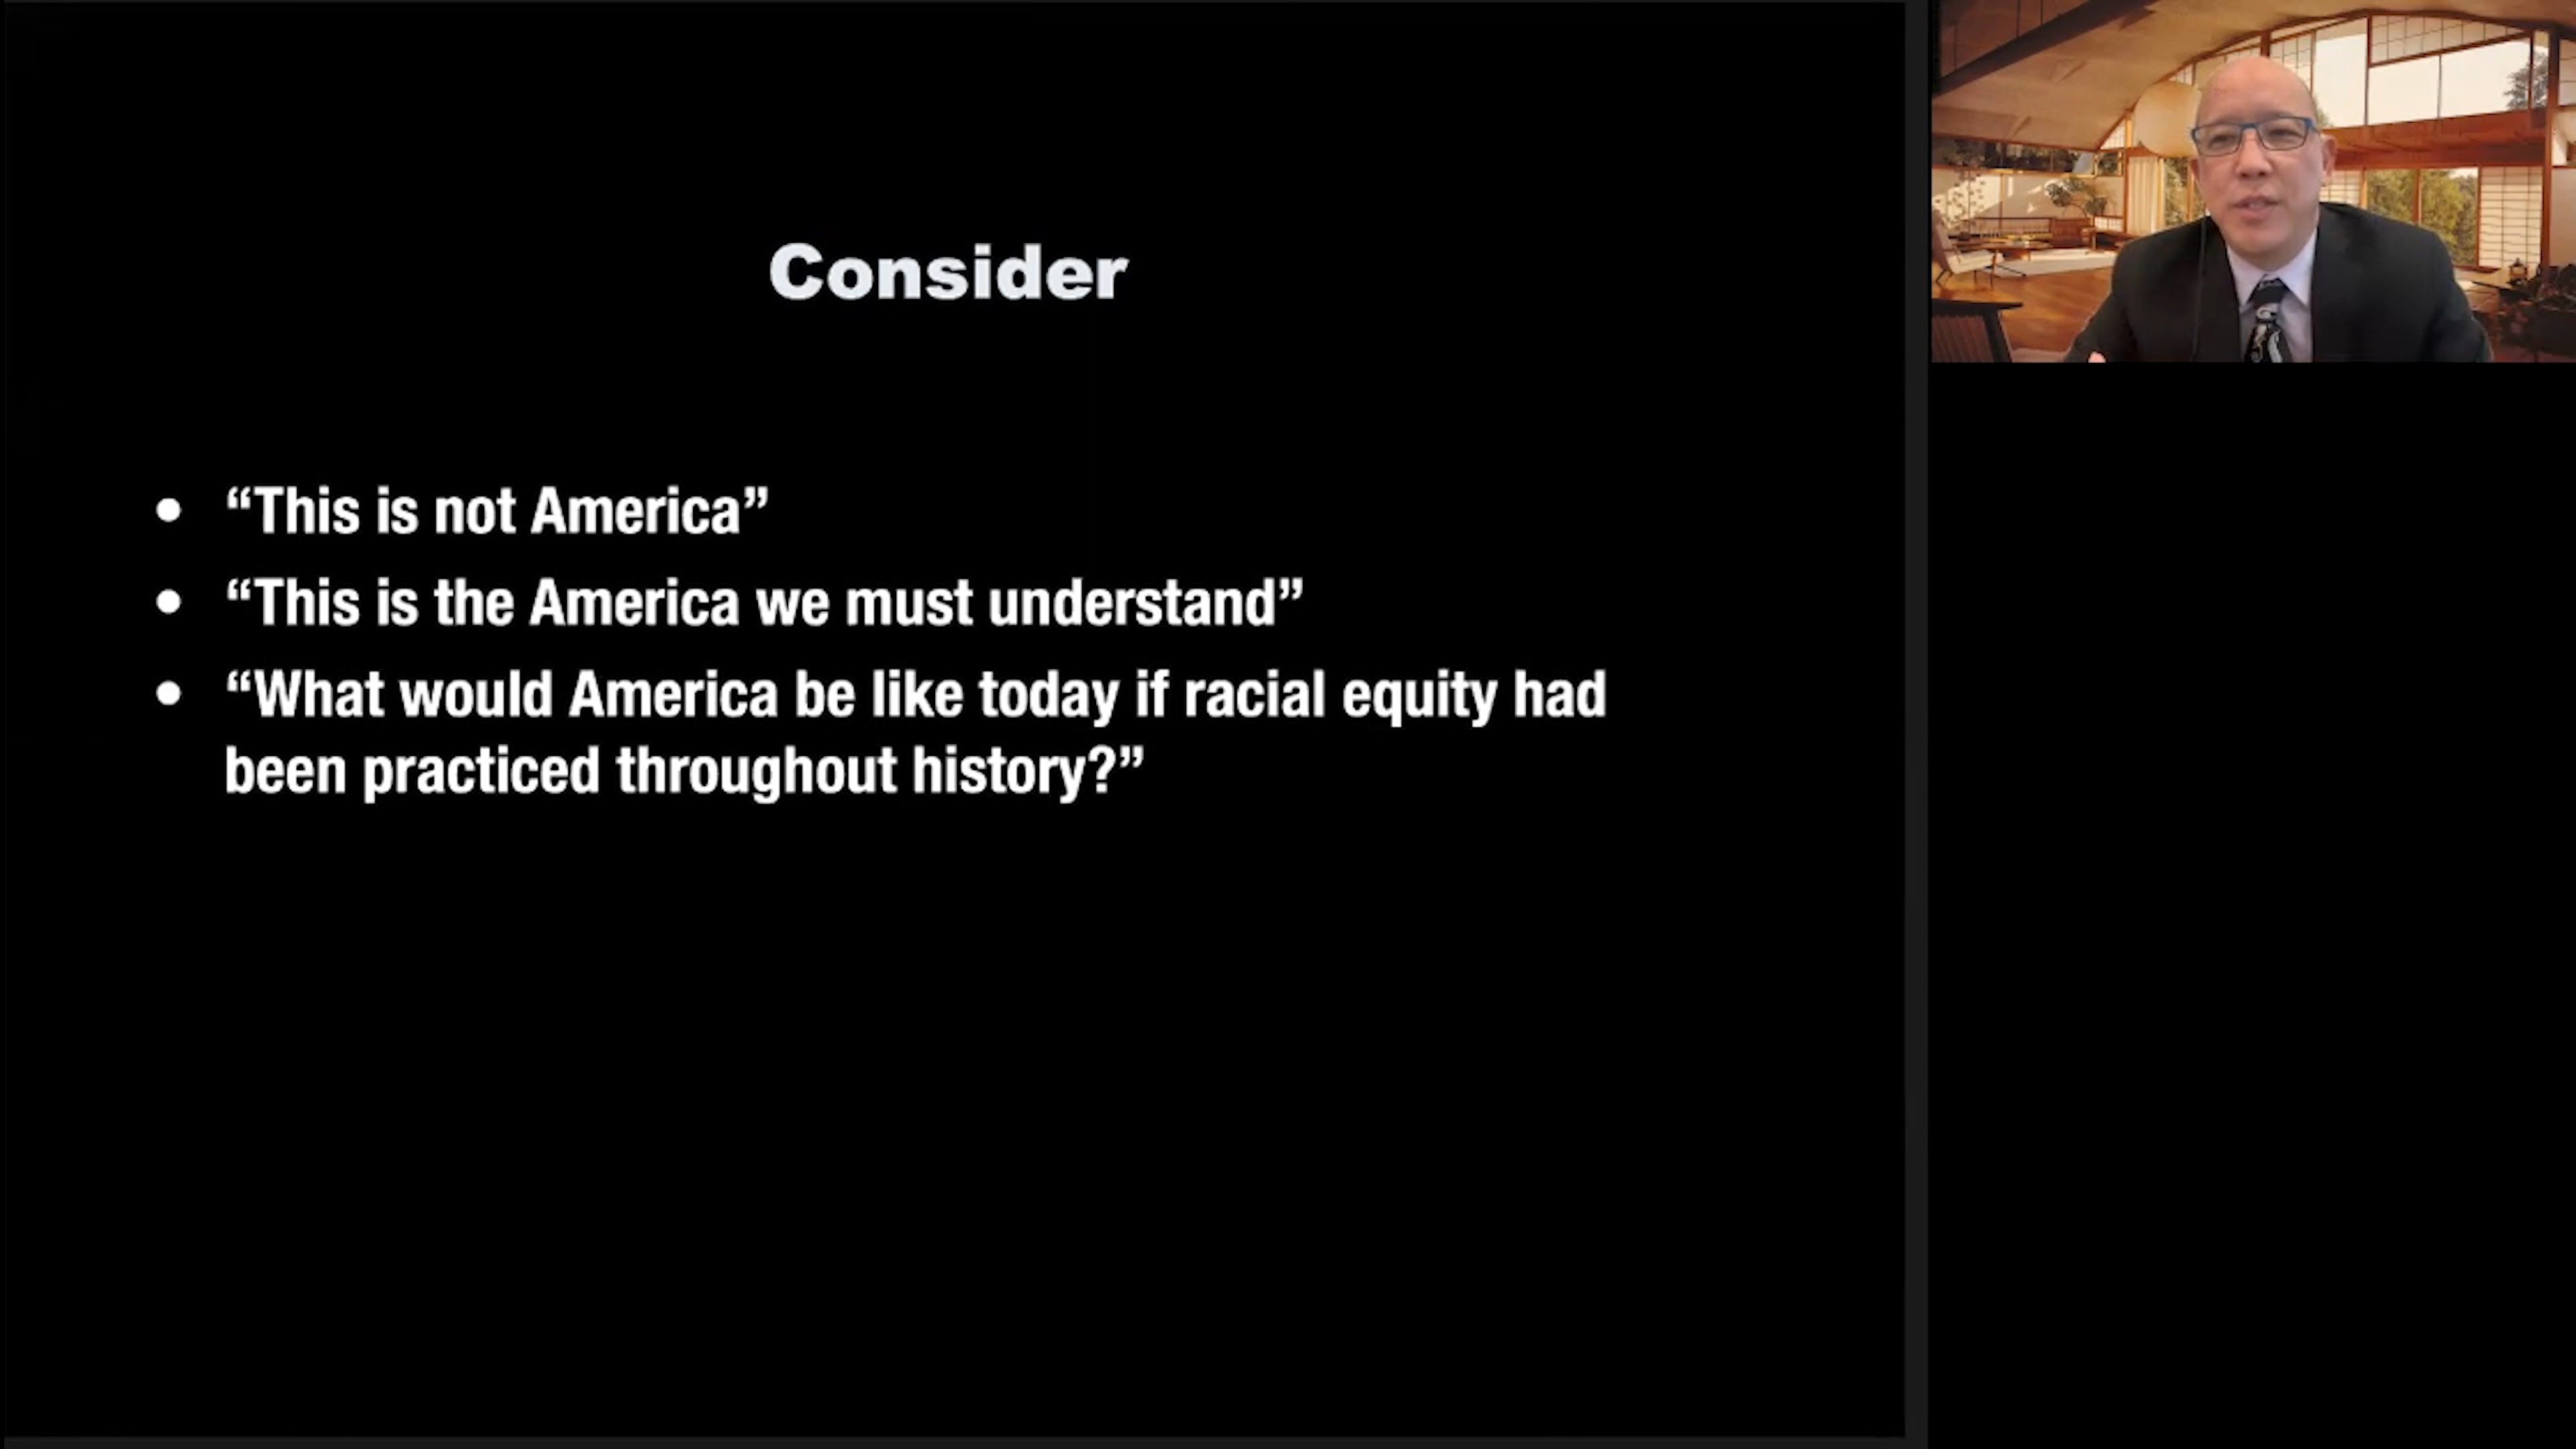 Consider
• “This is not America”
• “This is the America we must understand”
• “What would America be like today if racial equity had
been practiced throughout history?”